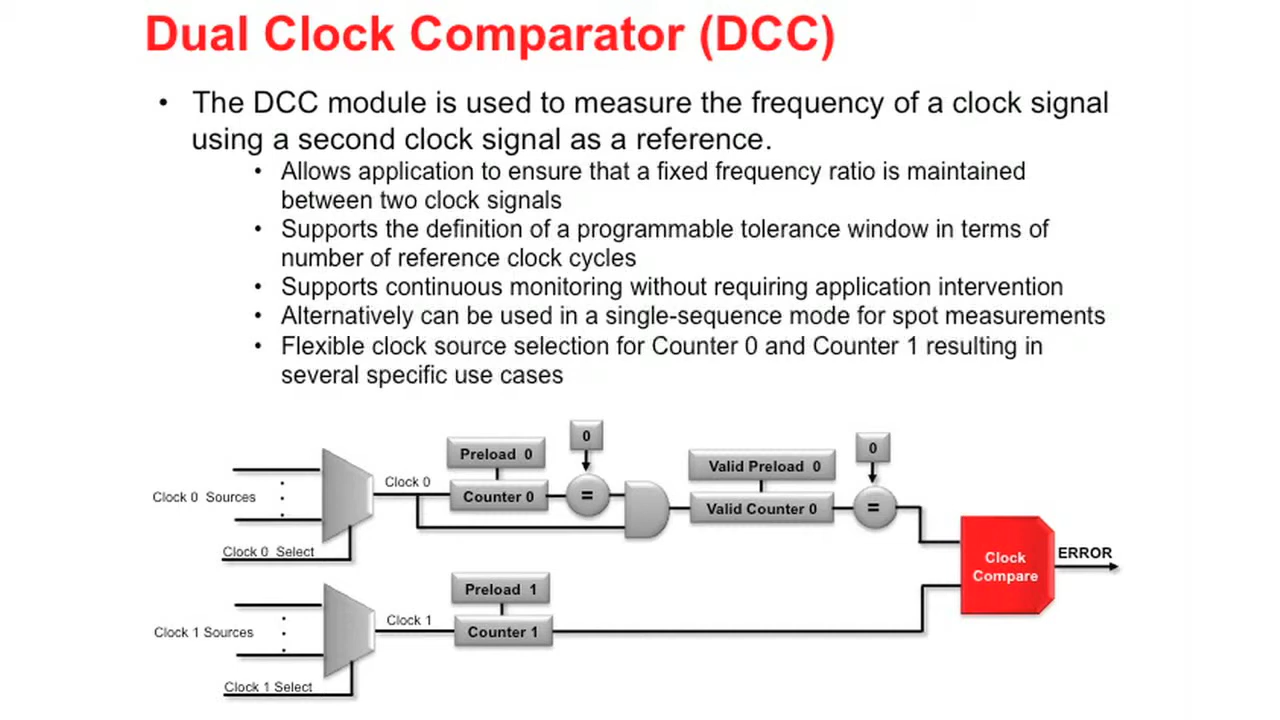 Dual Clock Comparator (DCC)
• The DCC module is used to measure the frequency of a clock signal
using a second clock signal as a reference.
• Allows application to ensure that a fixed frequency ratio is maintained
between two clock signals
• Supports the definition of a programmable tolerance window in terms of
number of reference clock cycles
• Supports continuous monitoring without requiring application intervention
• Alternatively can be used in a single-sequence mode for spot measurements
• Flexible clock source selection for Counter 0 and Counter 1 resulting in
several specific use cases
0
Preload 0
0
Valid Preload 0
Clock 0
Clock 0 Sources
Counter 0
=
Valid Counter 0
=
Clock 0 Select
Clock
Compare
ERROR
Preload 1
Clock 1
Clock 1 Sources
Counter 1
Clock 1 Select